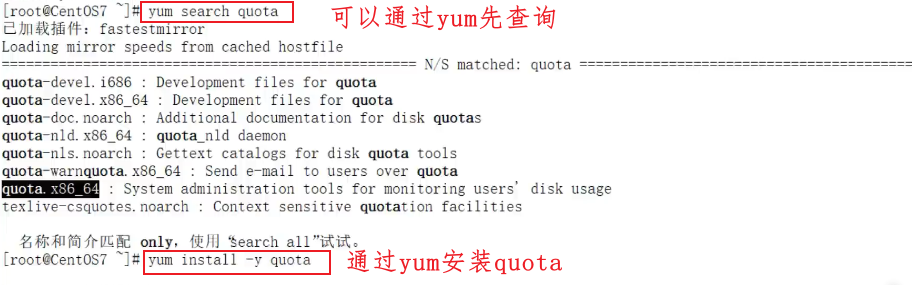 [root@CentOS7 ~]# yum search quota 可以通过yum先查询
已加载插件：fastestmirror
Loading mirror speeds from cached hostfile
================================================ N/S matched: quota ==========================================
quota-devel.i686 : Development files for quota
quota-devel.x86_64 : Development files for quota
quota-doc.noarch : Additional documentation for disk quotas
quota-nld.x86_64 : quota_nld daemon
quota-nls.noarch : Gettext catalogs for disk quota tools
quota-warnquota.x86_64 : Send e-mail to users over quota
quota.x86_64 : System administration tools for monitoring users' disk usage
texlive-csquotes.noarch : Context sensitive quotation facilities
名称和简介匹配 only，使用“search all”试试。
[root@CentOS7 ~]# yum install -y quota 通过yum安装quota